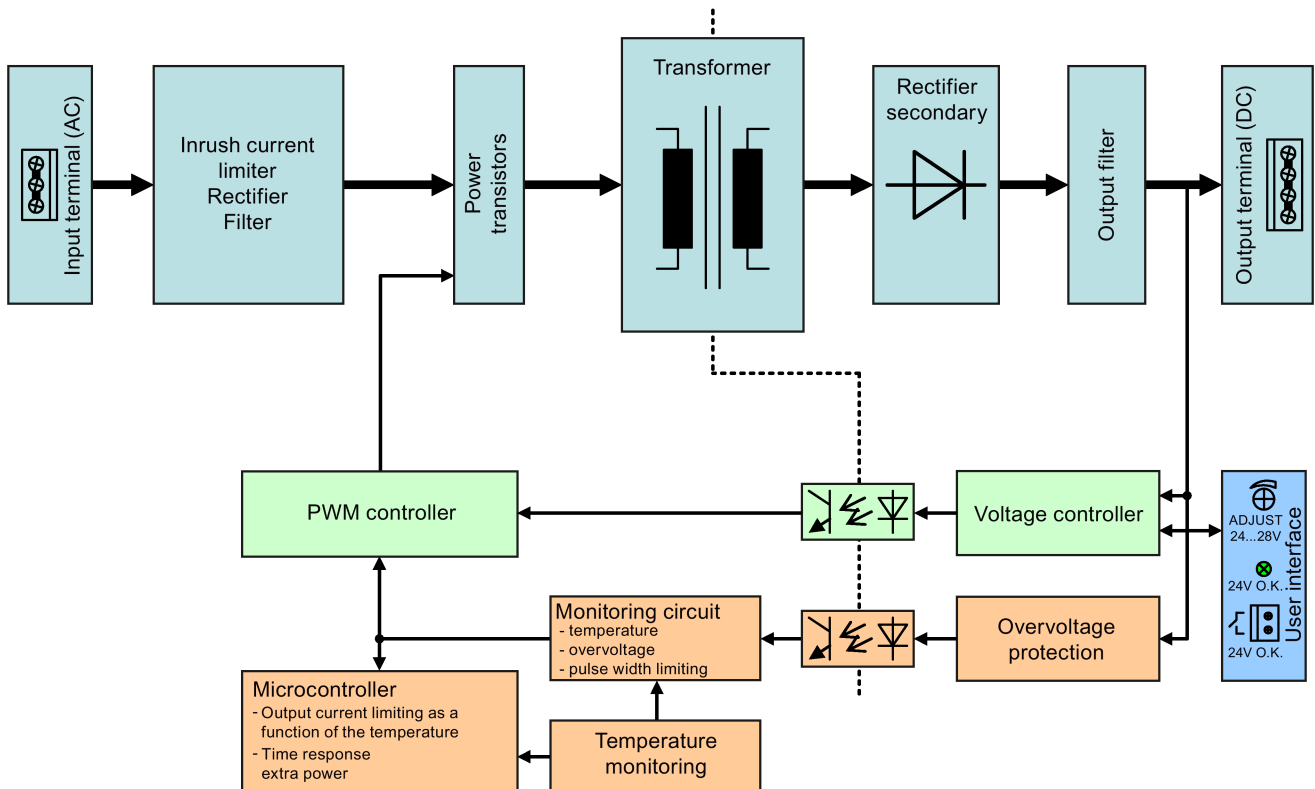 Input terminal (AC)
Inrush current
limiter
Rectifier
Filter
Power
transistors
Transformer
Rectifier
secondary
Output filter
Output terminal (DC)
PWM controller
Voltage controller
ADJUST
24...28V
24V O.K.
24V O.K.
User interface
Monitoring circuit
- temperature
- overvoltage
- pulse width limiting
Overvoltage
protection
Microcontroller
- Output current limiting as a
function of the temperature
- Time response
extra power
Temperature
monitoring